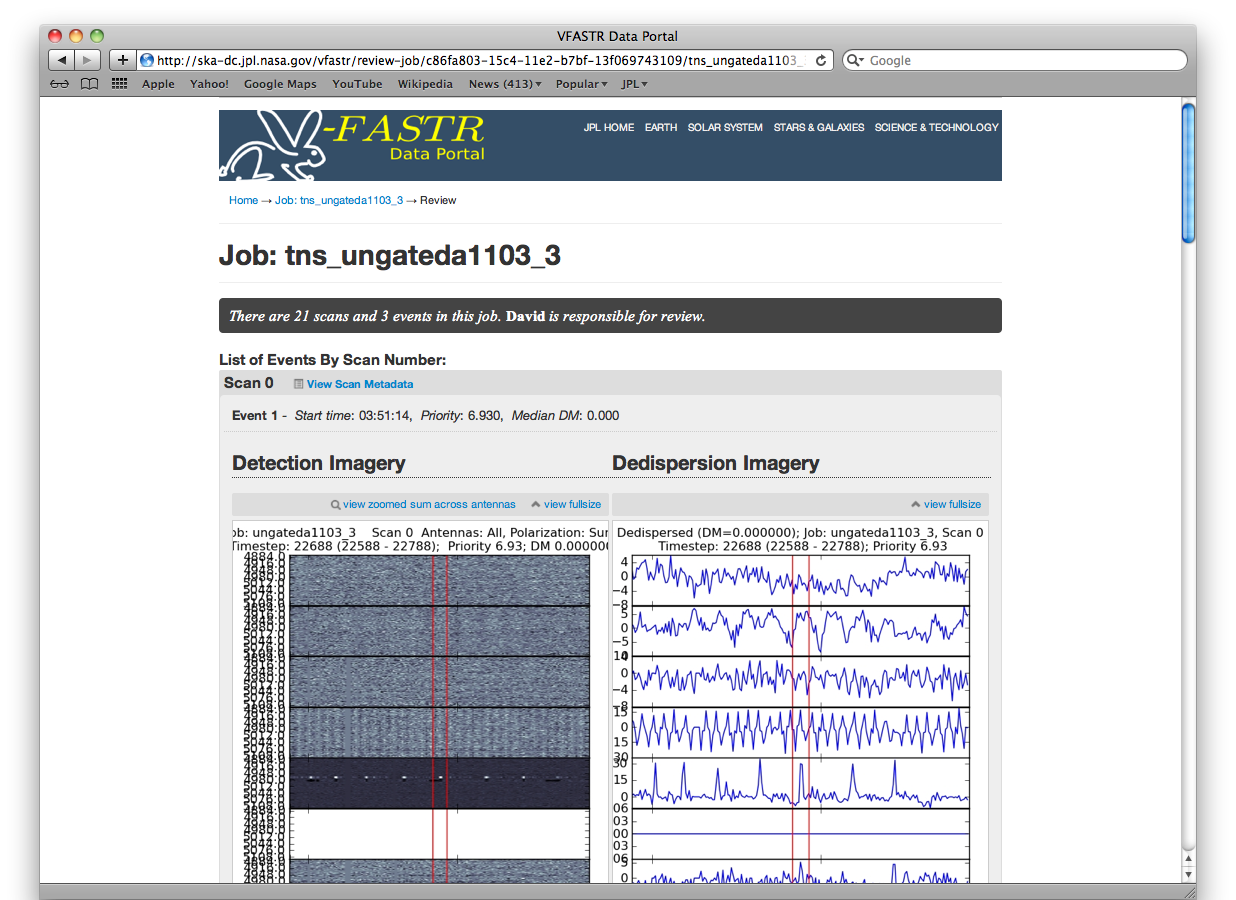 VFASTR Data Portal
http://ska-dc.jpl.nasa.gov/vfastr/review-job/c86fa803-15c4-11e2-b7bf-13f069743109/tns_ungateda1103_
Google
Apple Yahoo! Google Maps YouTube Wikipedia News (413) Popular JPL
-FASTR
Data Portal
JPL HOME EARTH SOLAR SYSTEM STARS & GALAXIES SCIENCE & TECHNOLOGY
Home → Job: tns_ungateda1103_3 → Review
Job: tns_ungateda1103_3
There are 21 scans and 3 events in this job. David is responsible for review.
List of Events By Scan Number:
Scan 0 View Scan Metadata
Event 1 - Start time: 03:51:14, Priority: 6.930, Median DM: 0.000
Detection Imagery
Dedispersion Imagery
view zoomed sum across antennas view fullsize
view fullsize
ob: ungateda1103_3 Scan 0 Antennas: All, Polarization: Sur
Timestep: 22688 (22588 - 22788); Priority 6.93; DM 0.00000
4884.0
4916.0
4948.0
4980.0
5012.0
5044.0
5076.0
Dedispersed (DM=0.000000); Job: ungateda1103_3, Scan 0
Timestep: 22688 (22588 - 22788); Priority 6.93
4
0
−4
−8
5
0
−5
0
−4
15
0
15
30
15
0
06
03
00
03
06
0